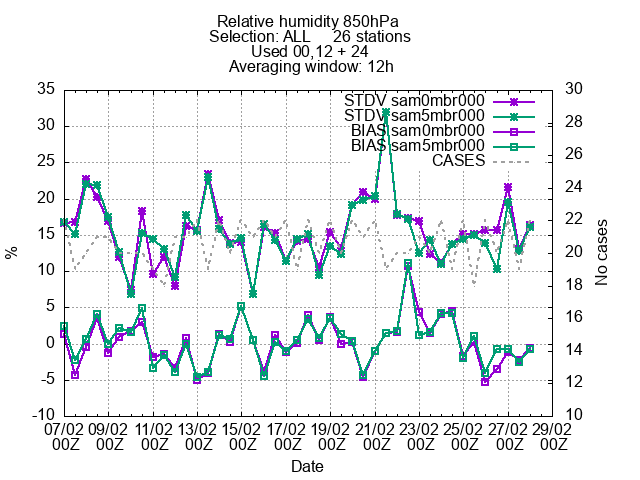 Relative humidity 850hPa
Selection: ALL 26 stations
Used 00,12 + 24
Averaging window: 12h
STDV sam0mbr000
STDV sam5mbr000
BIAS sam0mbr000
BIAS sam5mbr000
CASES
35
30
25
20
15
10
5
0
-5
-10
%
30
28
26
24
22
20
18
16
14
12
10
No cases
07/02 09/02 11/02 13/02 15/02 17/02 19/02 21/02 23/02 25/02 27/02 29/02
00Z 00Z 00Z 00Z 00Z 00Z 00Z 00Z 00Z 00Z 00Z 00Z
Date